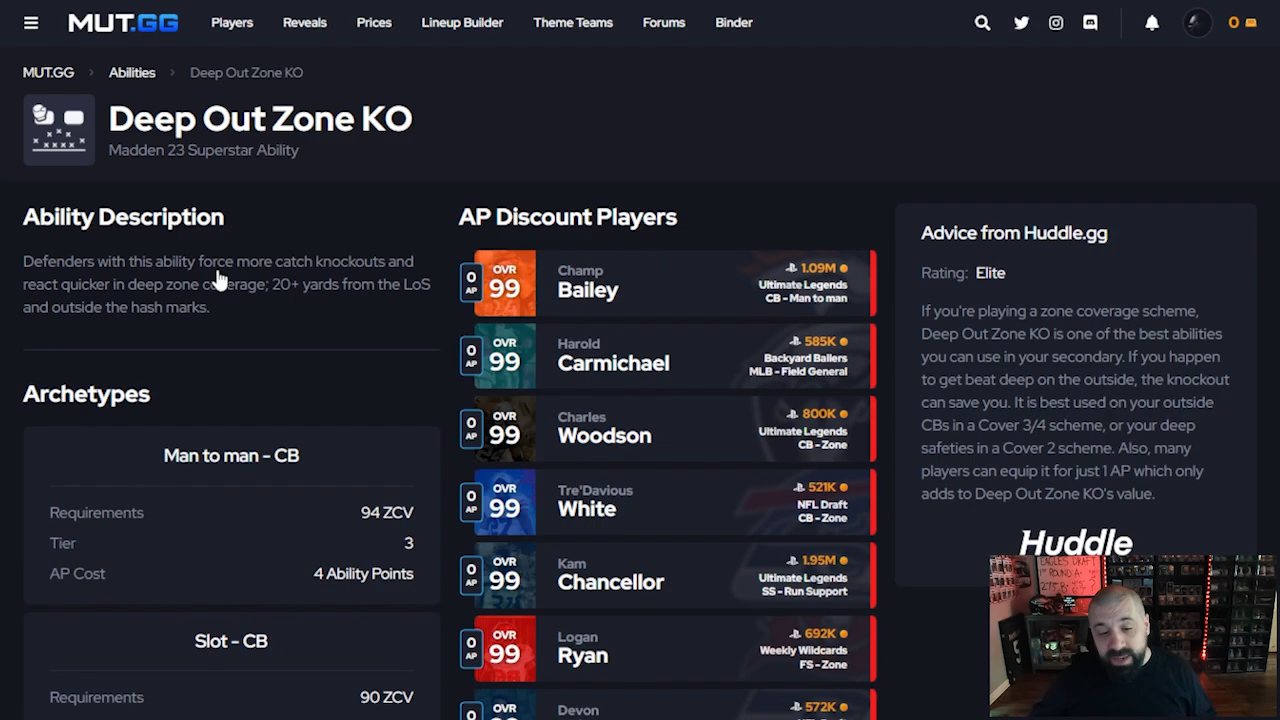 MUT.GG
Players
Reveals
Prices
Lineup Builder
Theme Teams
Forums
Binder
0
MUT.GG > Abilities > Deep Out Zone KO
Deep Out Zone KO
Madden 23 Superstar Ability
Ability Description
Defenders with this ability force more catch knockouts and
react quicker in deep zone coverage; 20+ yards from the LoS
and outside the hash marks.
Archetypes
Man to man - CB
Requirements 94 ZCV
Tier 3
AP Cost 4 Ability Points
Slot - CB
Requirements 90 ZCV
AP Discount Players
0 AP
OVR 99
Champ
Bailey
1.09M
Ultimate Legends
CB - Man to man
0 AP
OVR 99
Harold
Carmichael
585K
Backyard Ballers
MLB - Field General
0 AP
OVR 99
Charles
Woodson
800K
Ultimate Legends
CB - Zone
0 AP
OVR 99
Tre'Davious
White
521K
NFL Draft
CB - Zone
0 AP
OVR 99
Kam
Chancellor
1.95M
Ultimate Legends
SS - Run Support
0 AP
OVR 99
Logan
Ryan
692K
Weekly Wildcards
FS - Zone
0
OVR
Devon
572K
Advice from Huddle.gg
Rating: Elite
If you're playing a zone coverage scheme,
Deep Out Zone KO is one of the best abilities
you can use in your secondary. If you happen
to get beat deep on the outside, the knockout
can save you. It is best used on your outside
CBs in a Cover 3/4 scheme, or your deep
safeties in a Cover 2 scheme. Also, many
players can equip it for just 1 AP which only
adds to Deep Out Zone KO's value.
Huddle
EAGLES DRAFT
1ST ROUND